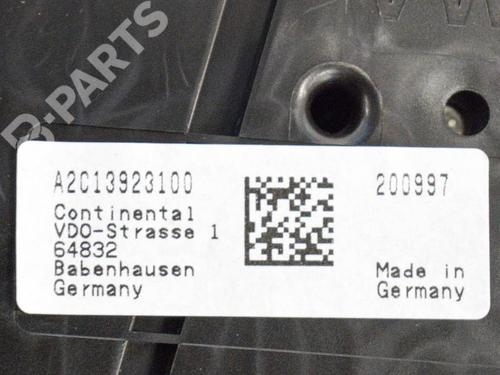 B-PARTS
A2C13923100
200997
Continental
VDO-Strasse 1
64832
Babenhausen
Germany
Made in
Germany